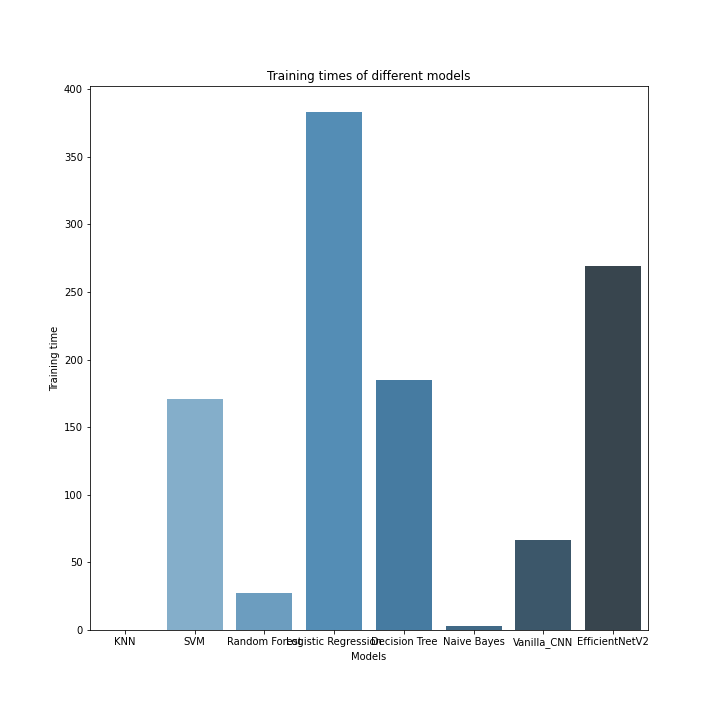 Training times of different models
400
350
300
250
200
150
100
50
0
Training time
KNN SVM Random Forest Logistic Regression Decision Tree Naive Bayes Vanilla_CNN EfficientNetV2
Models